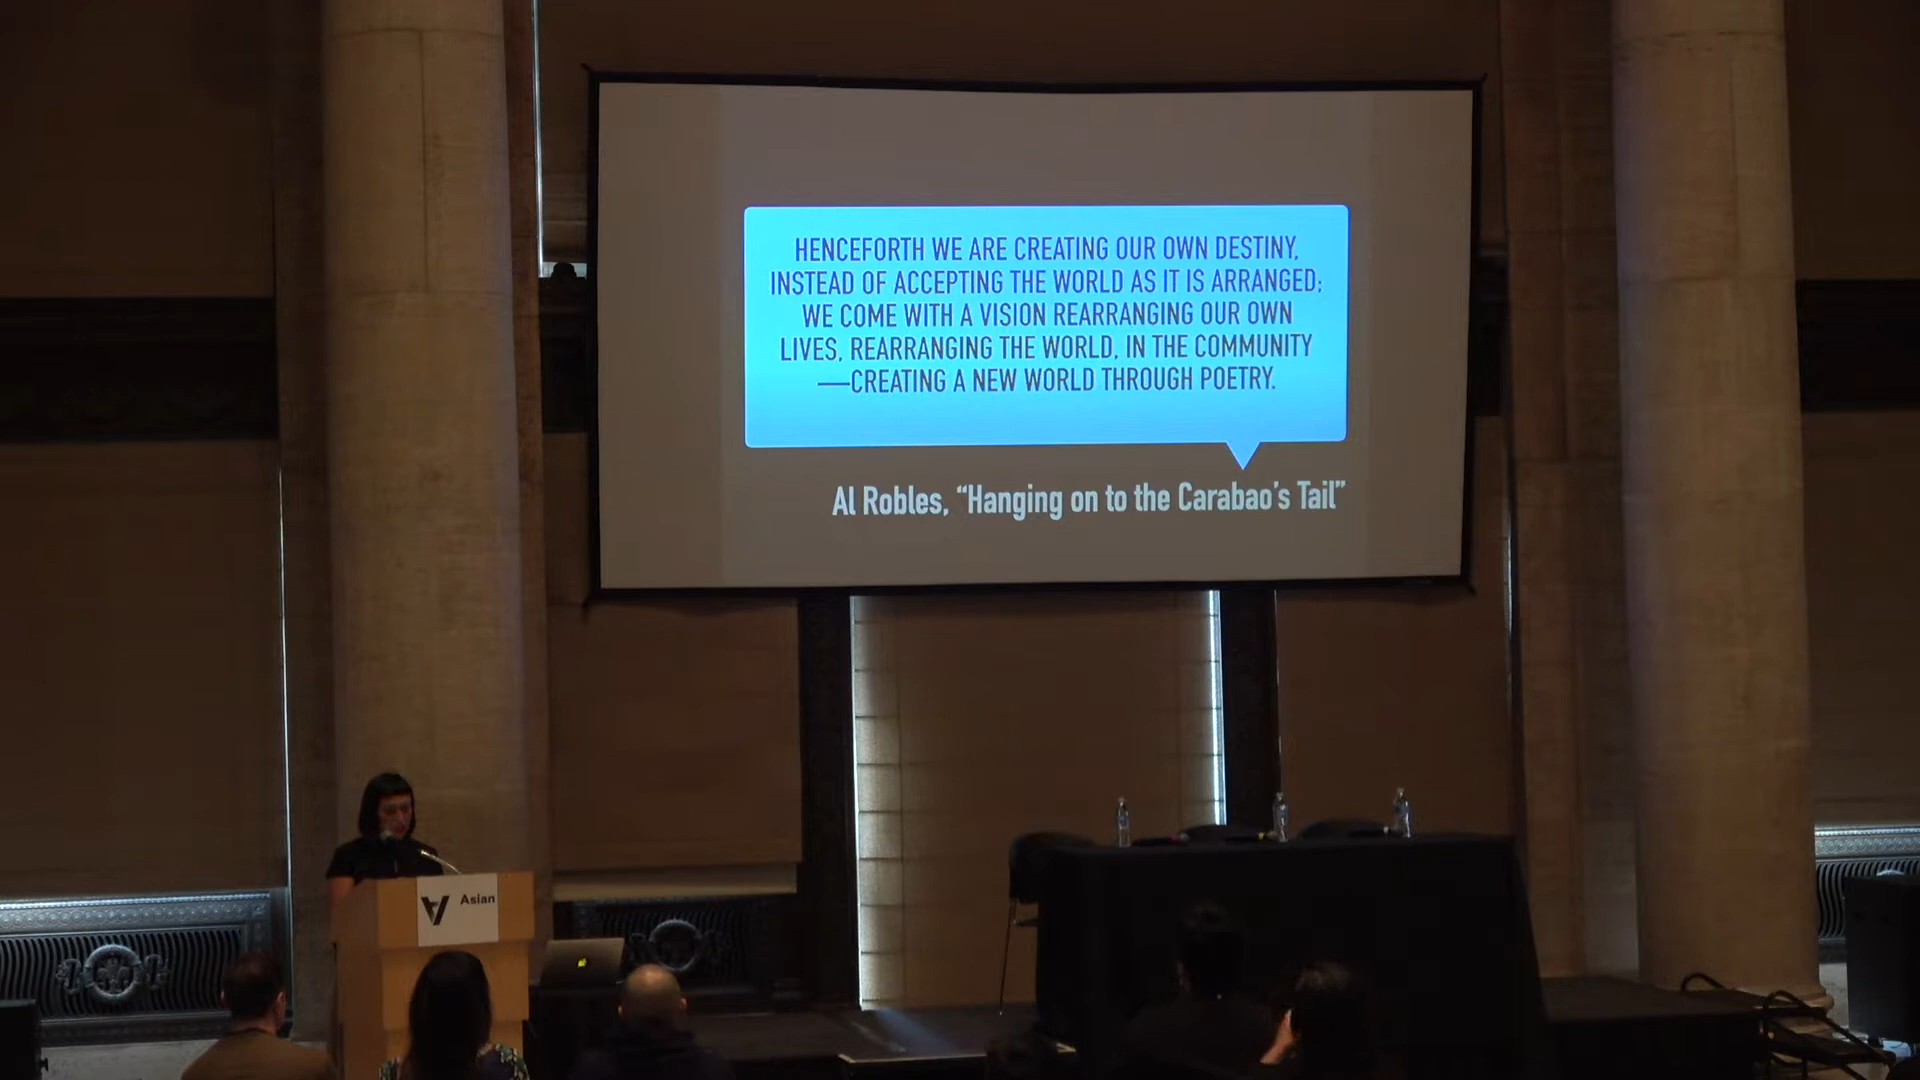 HENCEFORTH WE ARE CREATING OUR OWN DESTINY,
INSTEAD OF ACCEPTING THE WORLD AS IT IS ARRANGED;
WE COME WITH A VISION REARRANGING OUR OWN
LIVES, REARRANGING THE WORLD, IN THE COMMUNITY
—CREATING A NEW WORLD THROUGH POETRY.
Al Robles, “Hanging on to the Carabao’s Tail”
Asian